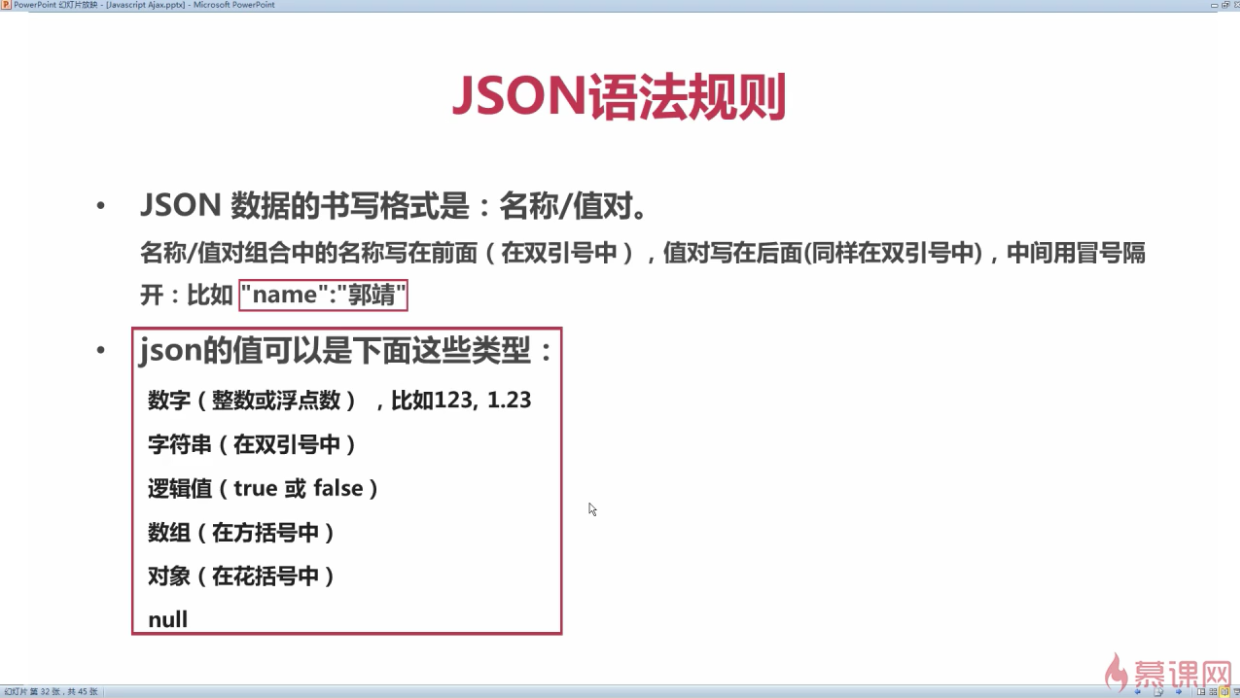 PowerPoint 幻灯片放映 - [Javascript Ajax.pptx] - Microsoft PowerPoint
JSON语法规则
• JSON 数据的书写格式是：名称/值对。
名称/值对组合中的名称写在前面（在双引号中），值对写在后面(同样在双引号中)，中间用冒号隔
开：比如 "name":"郭靖"
• json的值可以是下面这些类型：
数字（整数或浮点数），比如123, 1.23
字符串（在双引号中）
逻辑值（true 或 false）
数组（在方括号中）
对象（在花括号中）
null
慕课网
幻灯片 第 32 张，共 45 张